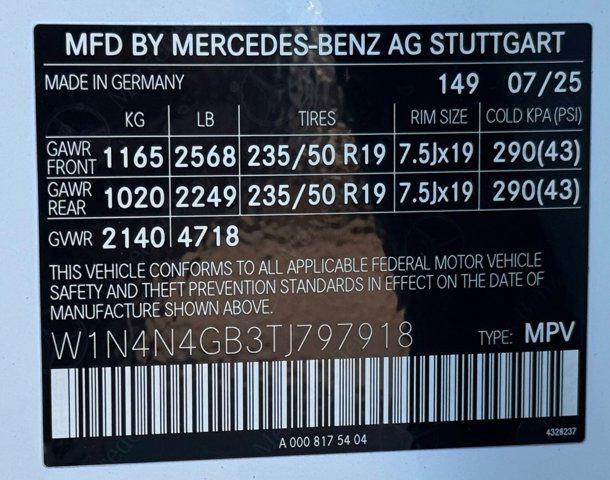 MFD BY MERCEDES-BENZ AG STUTTGART
MADE IN GERMANY 149 07/25
KG LB TIRES RIM SIZE COLD KPA (PSI)
GAWR FRONT 1165 2568 235/50 R19 7.5Jx19 290(43)
GAWR REAR 1020 2249 235/50 R19 7.5Jx19 290(43)
GVWR 2140 4718
THIS VEHICLE CONFORMS TO ALL APPLICABLE FEDERAL MOTOR VEHICLE
SAFETY AND THEFT PREVENTION STANDARDS IN EFFECT ON THE DATE OF
MANUFACTURE SHOWN ABOVE.
W1N4N4GB3TJ797918 TYPE: MPV
A 000 817 54 04 4328237